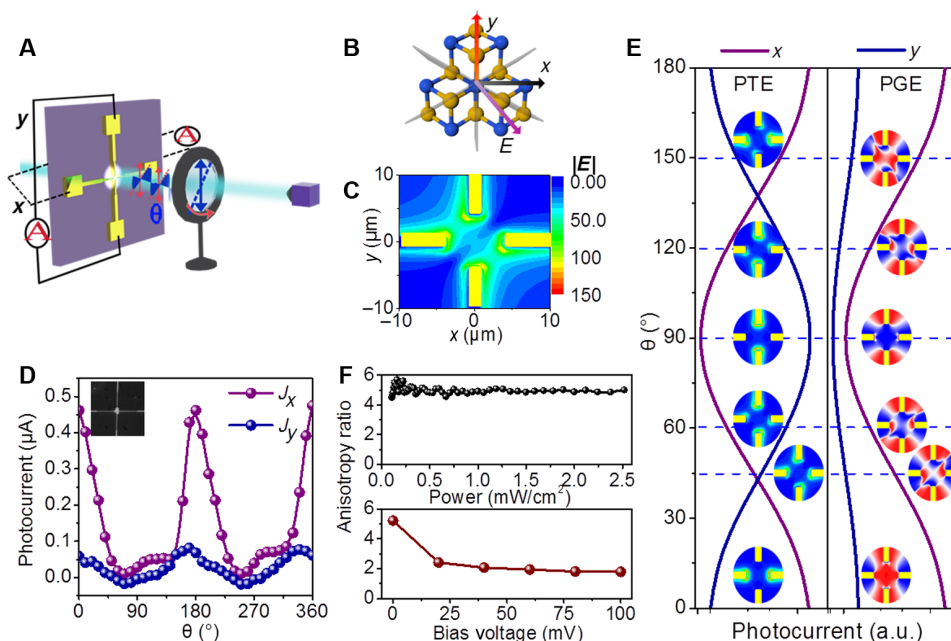 A
y
x
A
A
θ
B
y
x
E
C
|E|
0.00
50.0
100
150
10
0
−10
y (μm)
−10
0
10
x (μm)
D
0.5
0.4
0.3
0.2
0.1
0.0
Photocurrent (μA)
Jx
Jy
0
90
180
270
360
θ (°)
F
Anisotropy ratio
6
4
2
0
0.0
0.5
1.0
1.5
2.0
2.5
Power (mW/cm²)
6
4
2
0
0
25
50
75
100
Bias voltage (mV)
E
x
y
PTE
PGE
180
150
120
90
60
30
0
θ (°)
Photocurrent (a.u.)